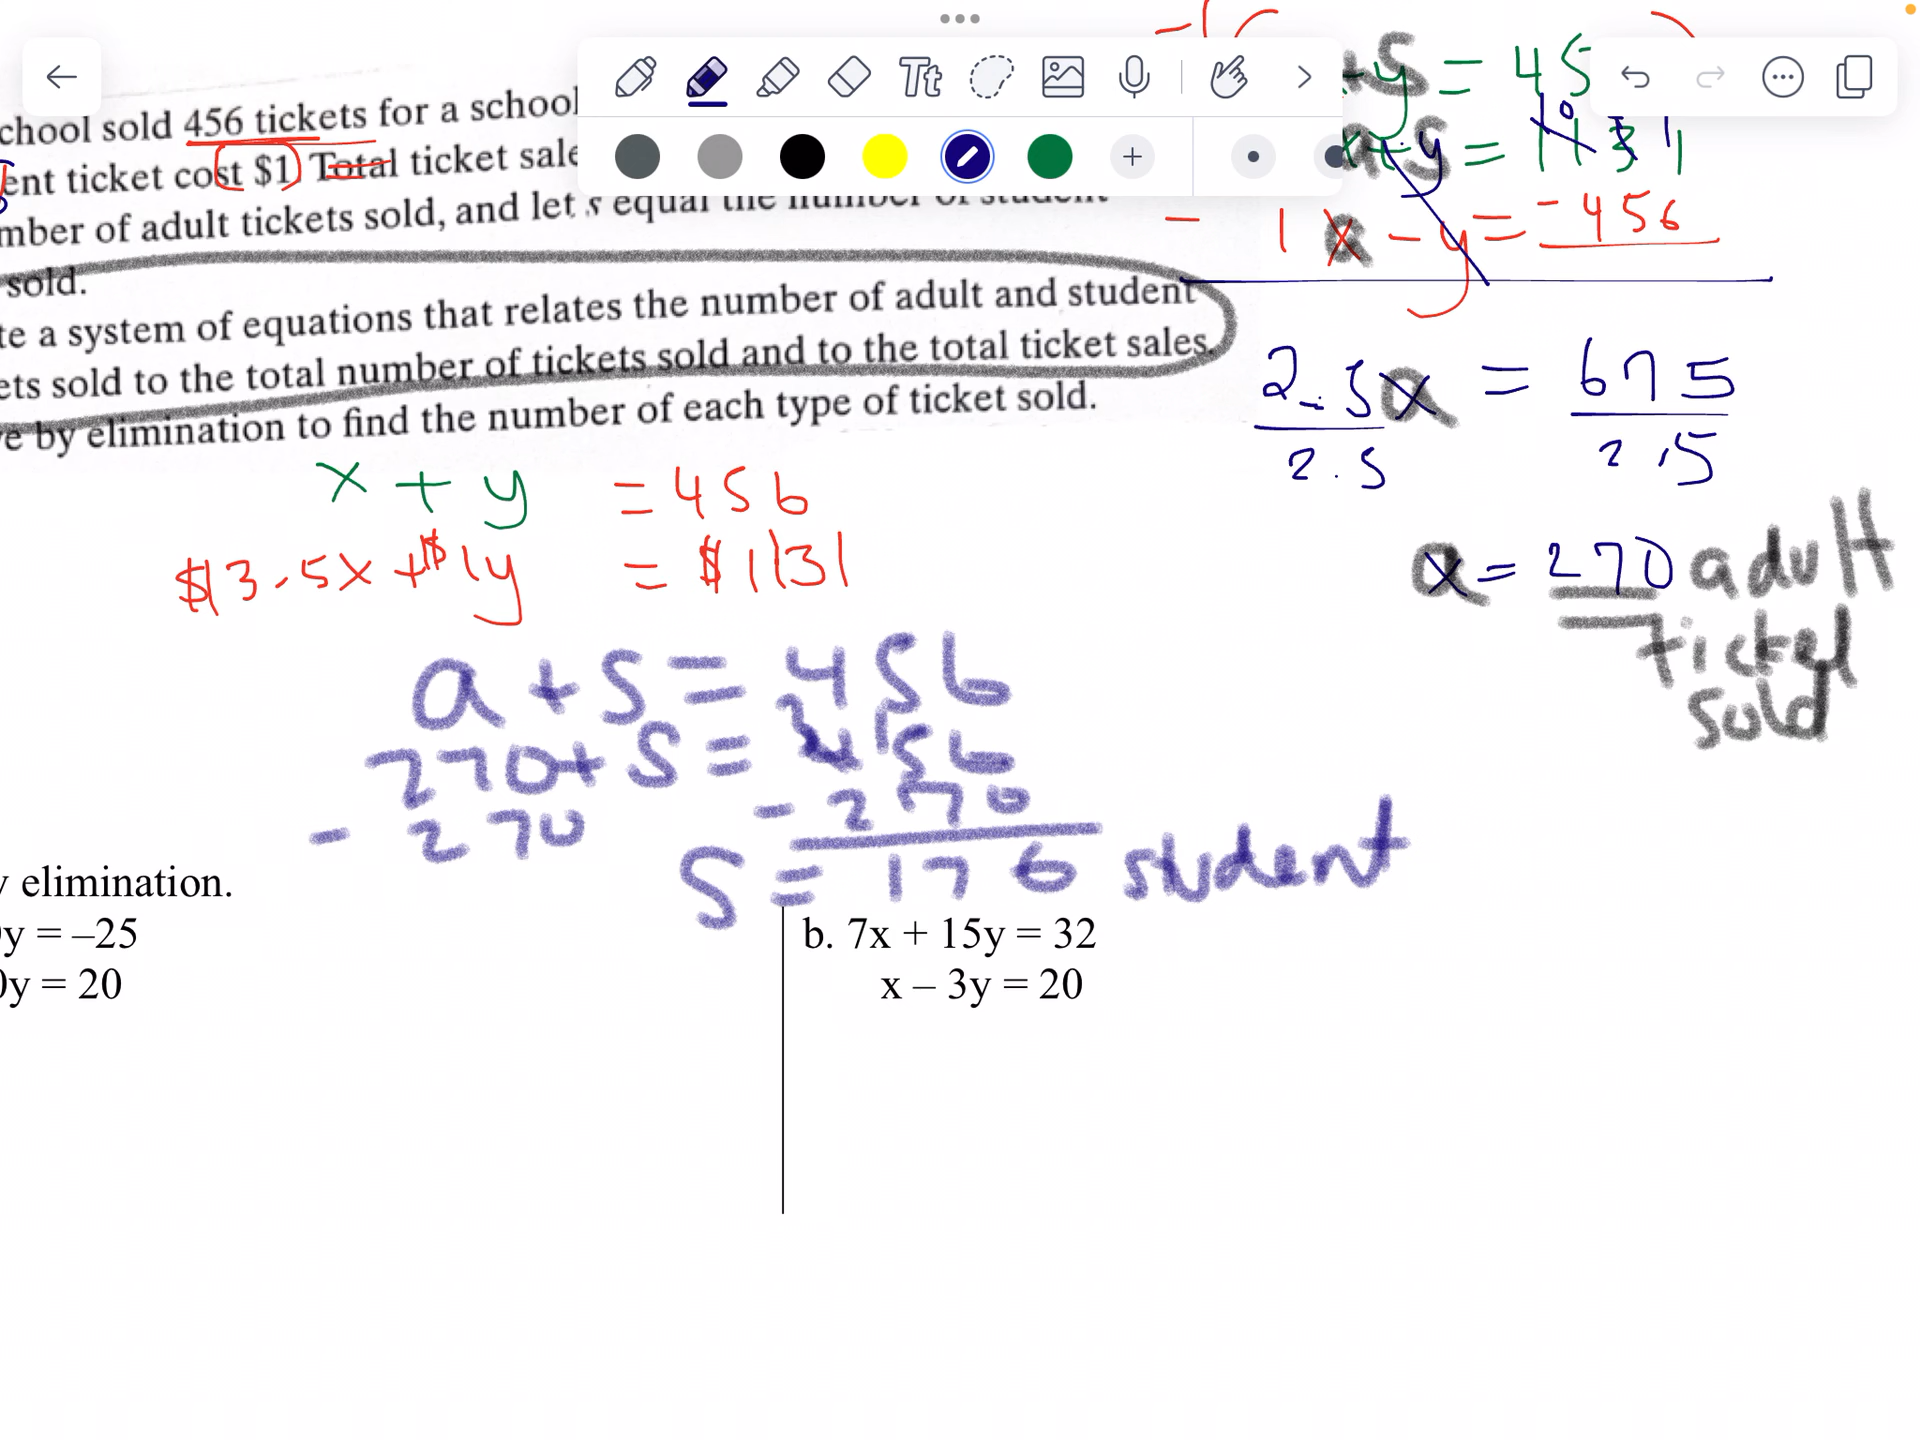 chool sold 456 tickets for a school
ent ticket cost $1 Total ticket sale
mber of adult tickets sold, and let s equal the number of student
sold.
te a system of equations that relates the number of adult and student
ets sold to the total number of tickets sold and to the total ticket sales.
e by elimination to find the number of each type of ticket sold.
x + y = 456
$3.5x + $1y = $1131
a + s = 456
270 + s = 456
- 270 - 270
s = 176 student
y = 45
y = 1131
- 1x - y = -456
2.5a = 675
2.5 2.5
a = 270 adult
ticket
sold
y elimination.
y = –25
0y = 20
b. 7x + 15y = 32
x – 3y = 20
Tt